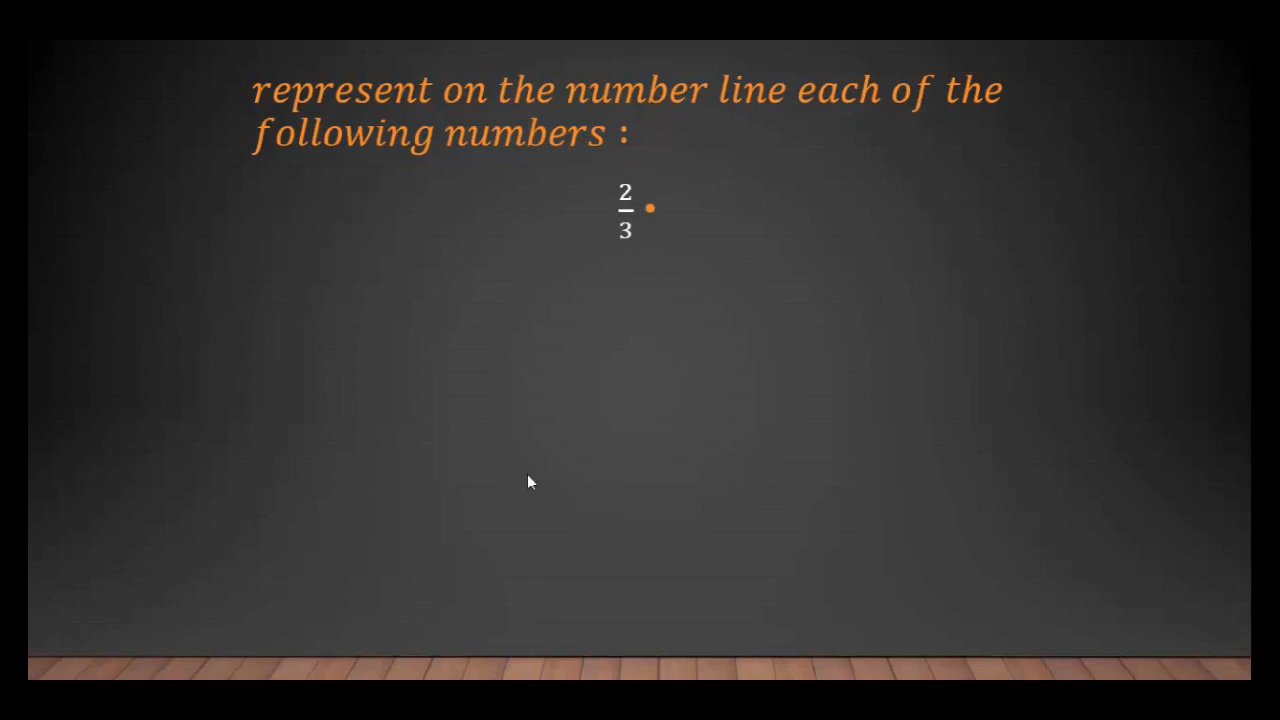 represent on the number line each of the
following numbers :
2
3